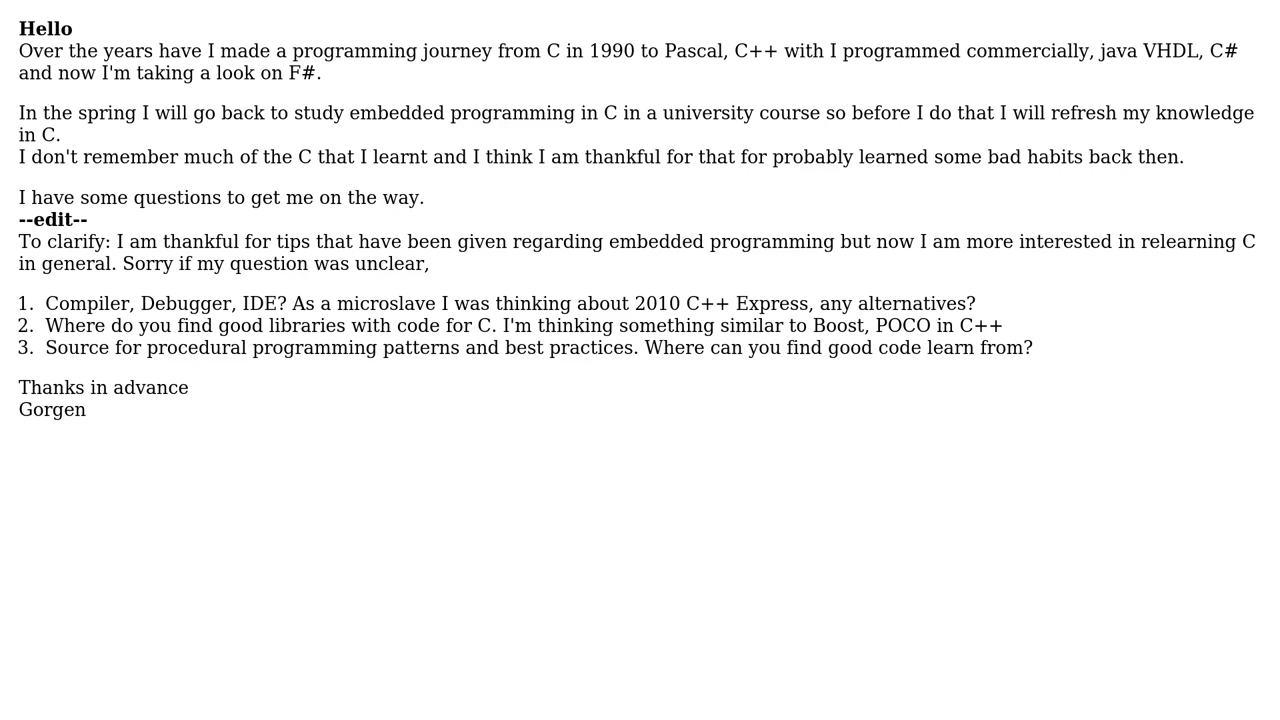 Hello
Over the years have I made a programming journey from C in 1990 to Pascal, C++ with I programmed commercially, java VHDL, C#
and now I'm taking a look on F#.
In the spring I will go back to study embedded programming in C in a university course so before I do that I will refresh my knowledge
in C.
I don't remember much of the C that I learnt and I think I am thankful for that for probably learned some bad habits back then.
I have some questions to get me on the way.
--edit--
To clarify: I am thankful for tips that have been given regarding embedded programming but now I am more interested in relearning C
in general. Sorry if my question was unclear,
1. Compiler, Debugger, IDE? As a microslave I was thinking about 2010 C++ Express, any alternatives?
2. Where do you find good libraries with code for C. I'm thinking something similar to Boost, POCO in C++
3. Source for procedural programming patterns and best practices. Where can you find good code learn from?
Thanks in advance
Gorgen